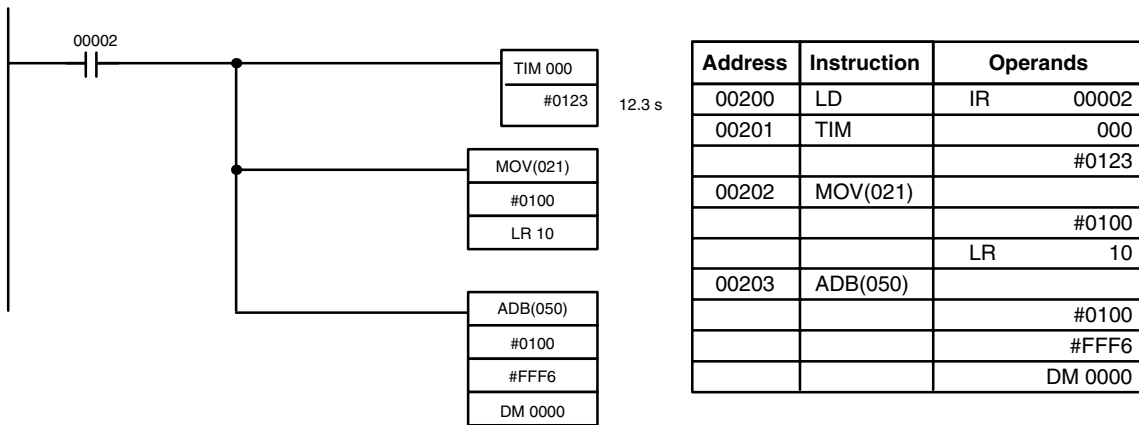 00002
TIM 000
#0123
12.3 s
MOV(021)
#0100
LR 10
ADB(050)
#0100
#FFF6
DM 0000
Address Instruction Operands
00200 LD IR 00002
00201 TIM 000
#0123
00202 MOV(021)
#0100
LR 10
00203 ADB(050)
#0100
#FFF6
DM 0000